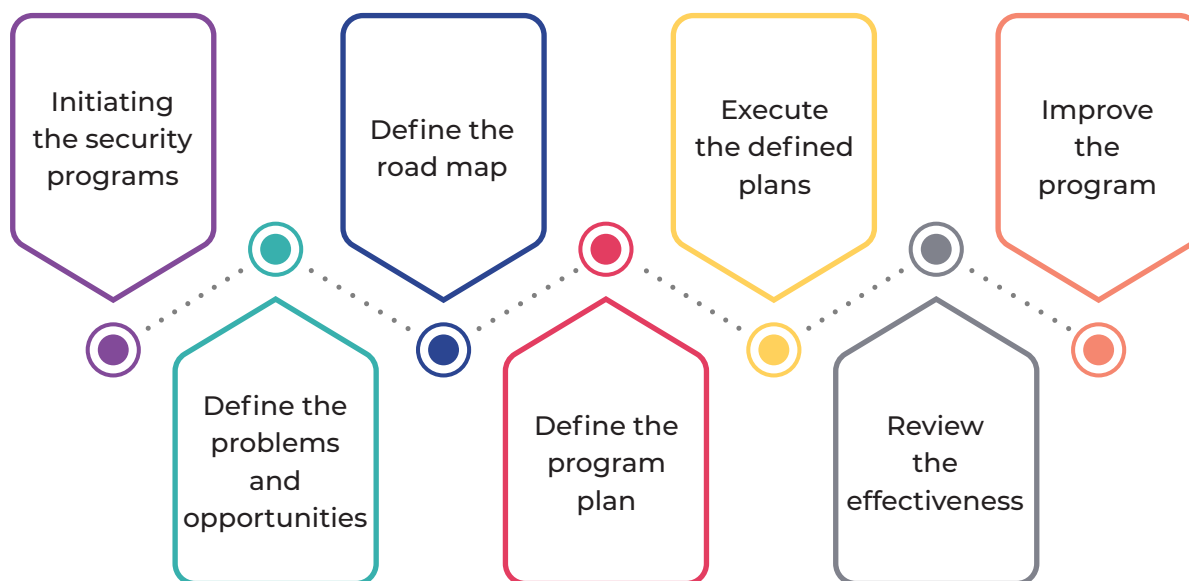 Initiating
the security
programs
Define the
problems
and
opportunities
Define the
road map
Define the
program
plan
Execute
the defined
plans
Review
the
effectiveness
Improve
the
program